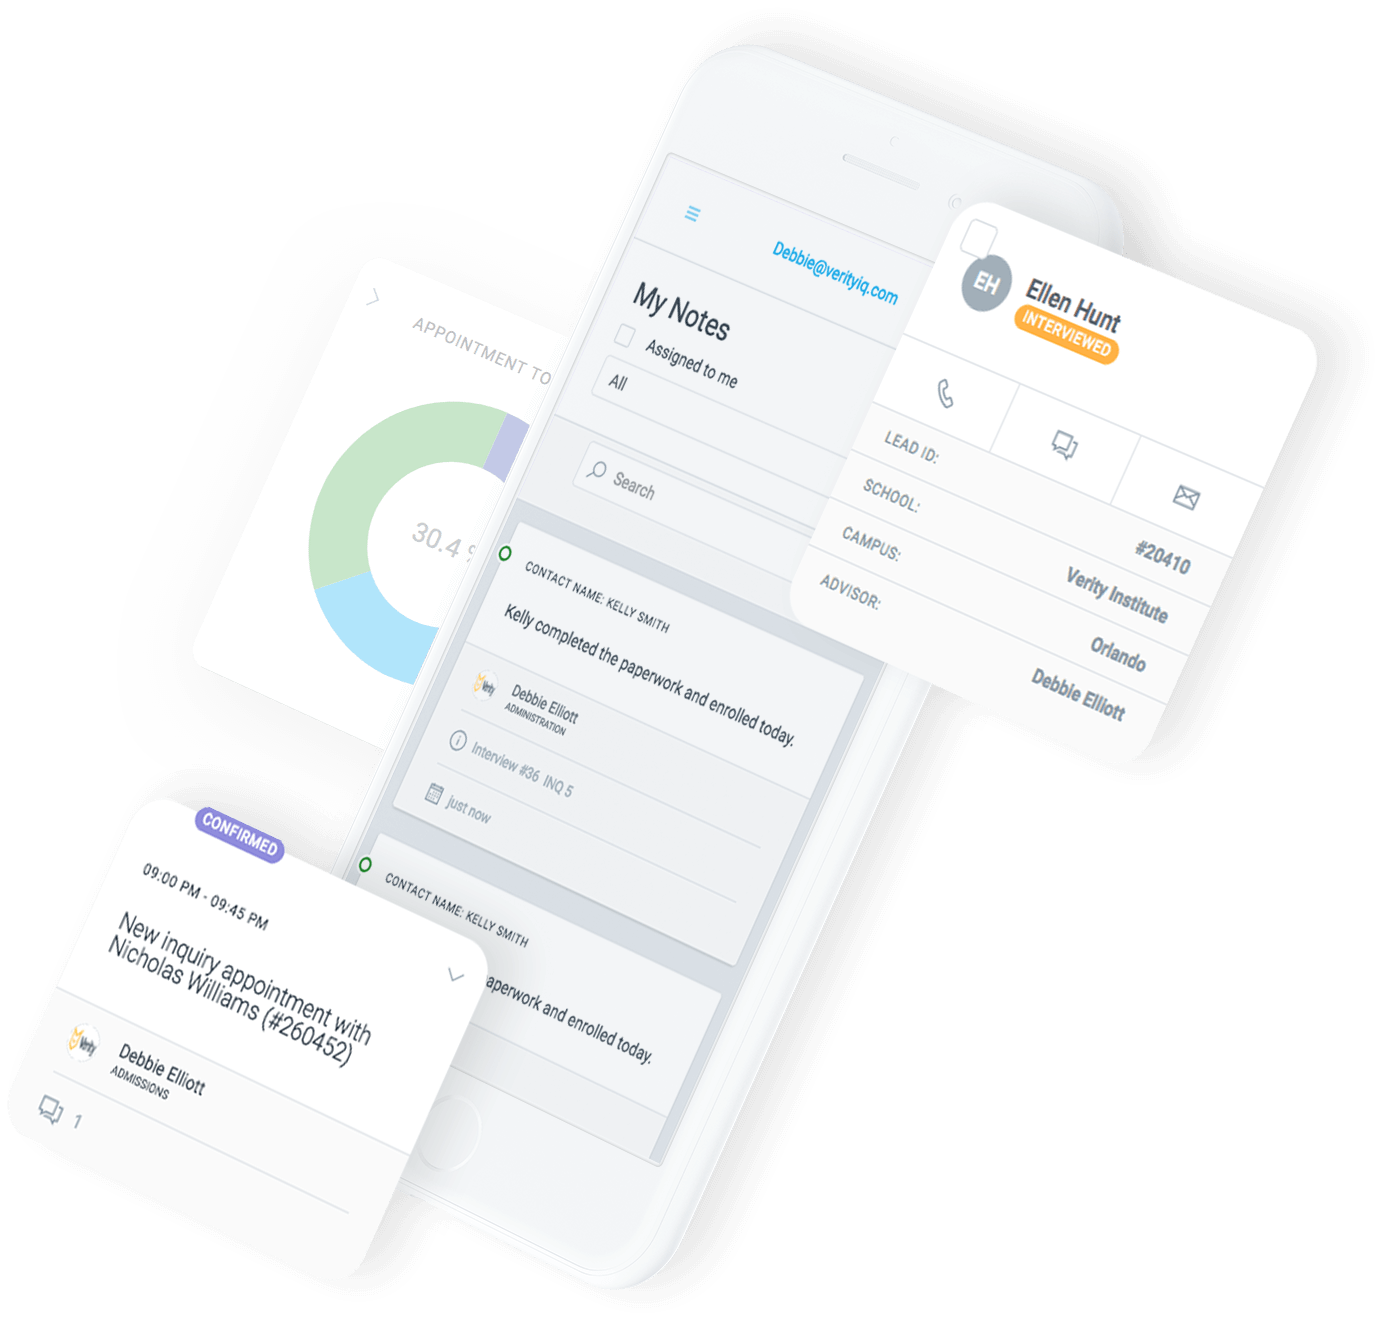 Debbie@verityiq.com
My Notes
Assigned to me
All
Search
CONTACT NAME: KELLY SMITH
Kelly completed the paperwork and enrolled today.
Verity
Debbie Elliott
ADMINISTRATION
Interview #36 INQ 5
just now
CONTACT NAME: KELLY SMITH
aperwork and enrolled today.
EH
Ellen Hunt
INTERVIEWED
LEAD ID:
#20410
SCHOOL:
Verity Institute
CAMPUS:
Orlando
ADVISOR:
Debbie Elliott
APPOINTMENT TO
30.4 %
CONFIRMED
09:00 PM - 09:45 PM
New inquiry appointment with
Nicholas Williams (#260452)
Verity
Debbie Elliott
ADMISSIONS
1